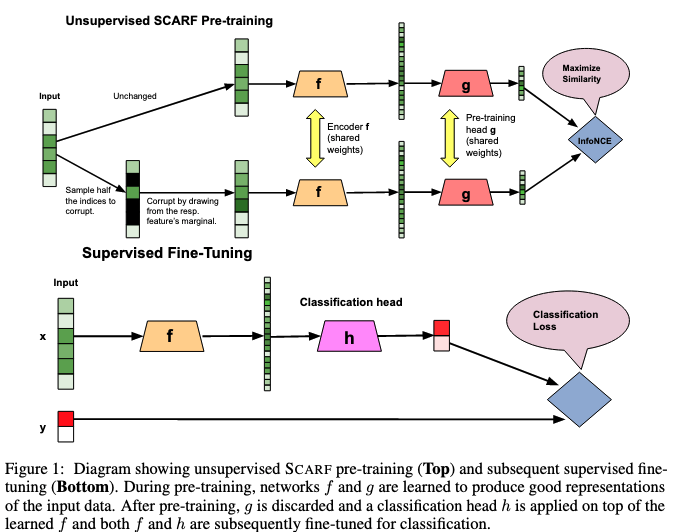 Unsupervised SCARF Pre-training
Input
Unchanged
Sample half
the indices to
corrupt.
Corrupt by drawing
from the resp.
feature's marginal.
f
f
Encoder f
(shared
weights)
g
g
Pre-training
head g
(shared
weights)
Maximize
Similarity
InfoNCE
Supervised Fine-Tuning
Input
x
f
Classification head
h
Classification
Loss
y
Figure 1: Diagram showing unsupervised SCARF pre-training (Top) and subsequent supervised fine-
tuning (Bottom). During pre-training, networks f and g are learned to produce good representations
of the input data. After pre-training, g is discarded and a classification head h is applied on top of the
learned f and both f and h are subsequently fine-tuned for classification.